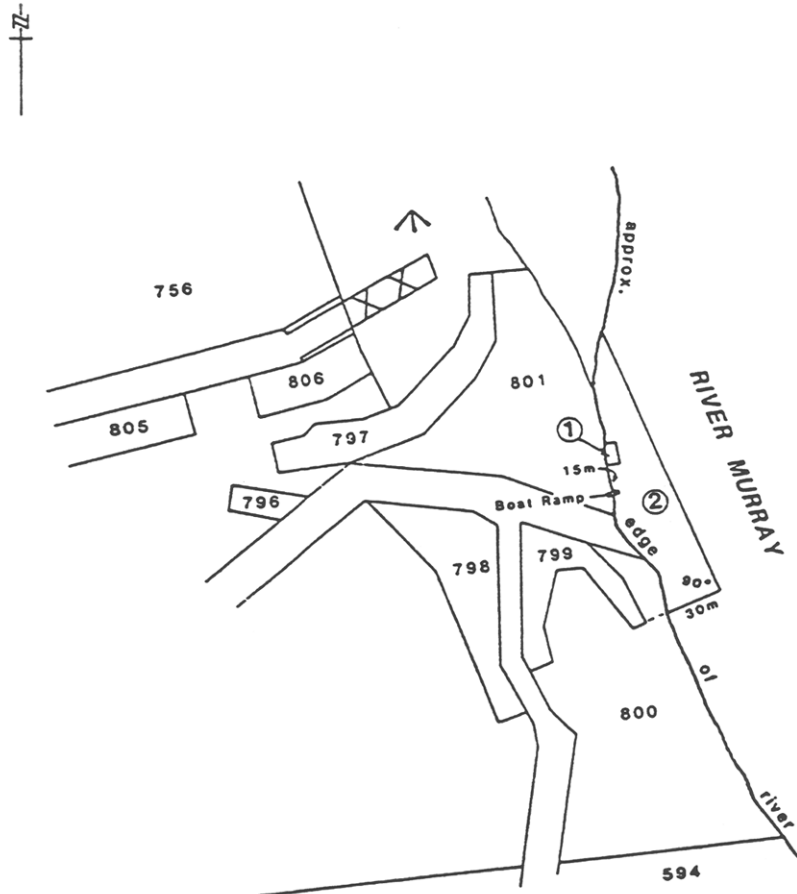 N
approx.
756
806
801
805
797
RIVER MURRAY
1
15m
796
Boat Ramp
2
edge
799
798
90°
30m
of
800
river
594